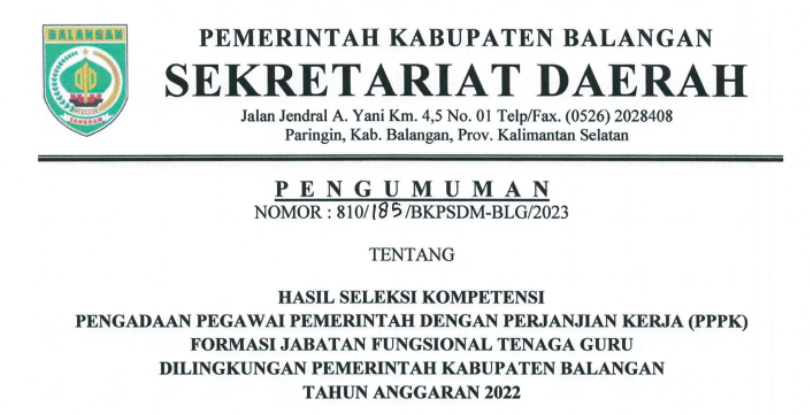 BALANGAN
SANGGAM
PEMERINTAH KABUPATEN BALANGAN
SEKRETARIAT DAERAH
Jalan Jendral A. Yani Km. 4,5 No. 01 Telp/Fax. (0526) 2028408
Paringin, Kab. Balangan, Prov. Kalimantan Selatan
P E N G U M U M A N
NOMOR : 810/185/BKPSDM-BLG/2023
TENTANG
HASIL SELEKSI KOMPETENSI
PENGADAAN PEGAWAI PEMERINTAH DENGAN PERJANJIAN KERJA (PPPK)
FORMASI JABATAN FUNGSIONAL TENAGA GURU
DILINGKUNGAN PEMERINTAH KABUPATEN BALANGAN
TAHUN ANGGARAN 2022